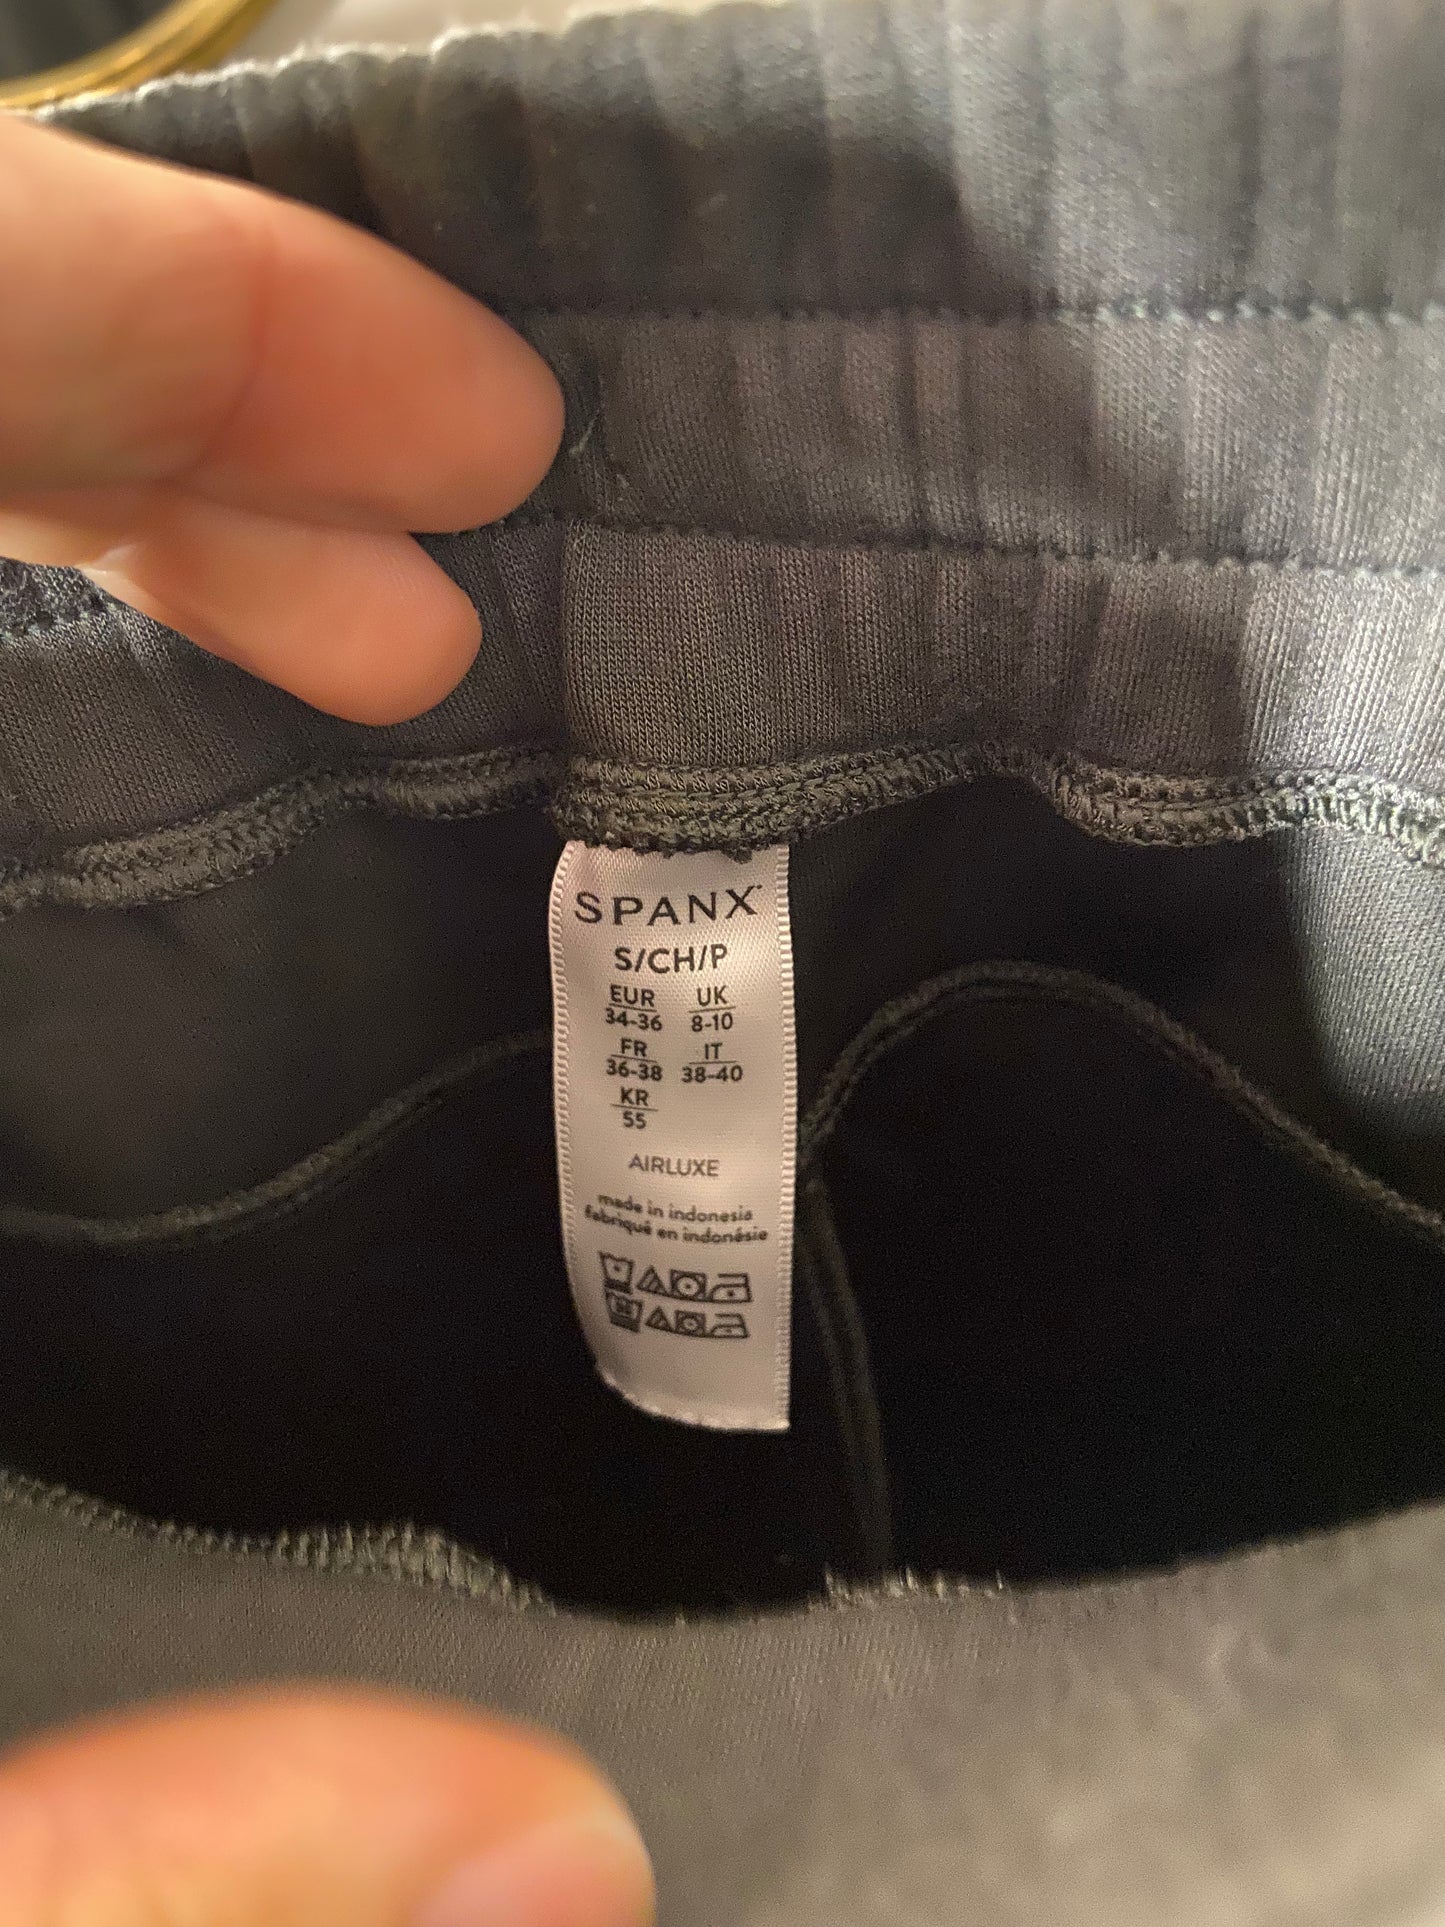 SPANX
S/CH/P
EUR UK
34-36 8-10
FR IT
36-38 38-40
KR
55
AIRLUXE
made in indonesia
fabriqué en indonésie